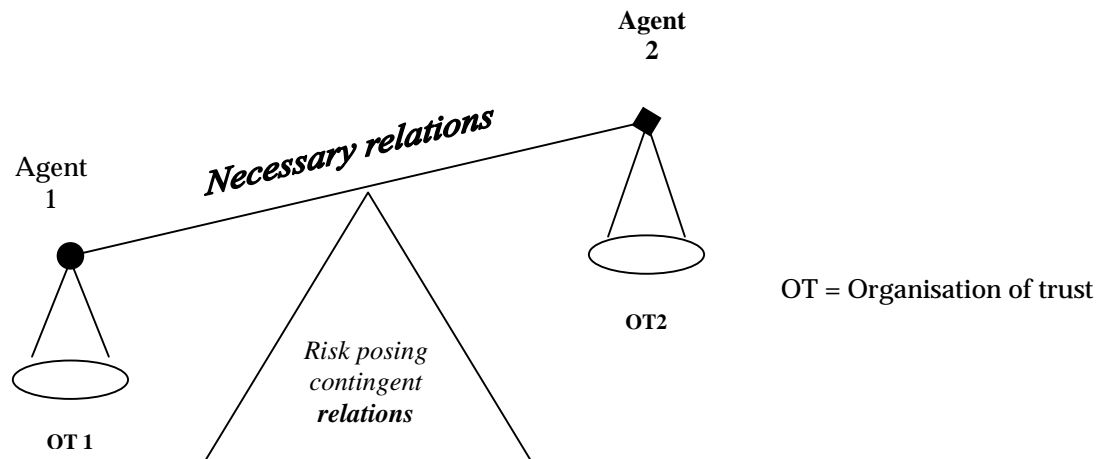 Agent
2
Necessary relations
Agent
1
OT = Organisation of trust
OT2
Risk posing
contingent
relations
OT 1